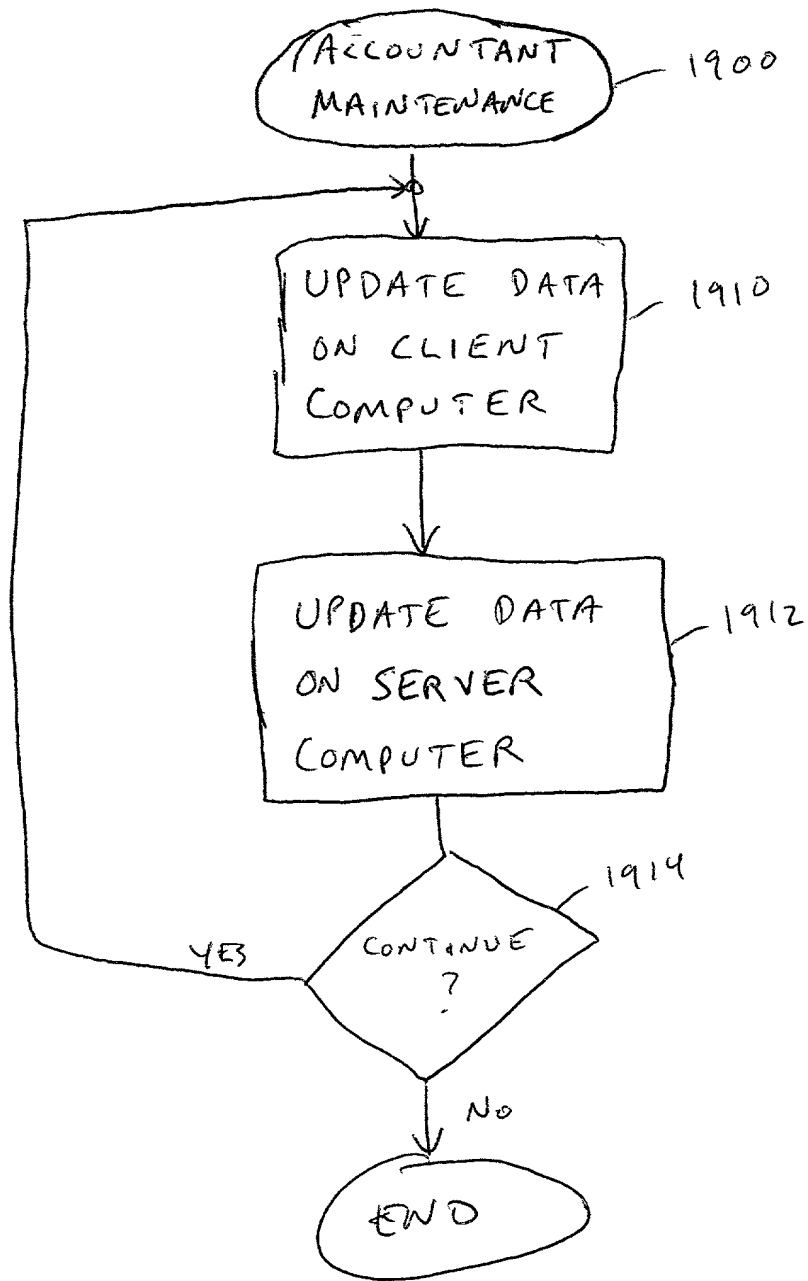 ACCOUNTANT
MAINTENANCE
1900
UPDATE DATA
ON CLIENT
COMPUTER
1910
UPDATE DATA
ON SERVER
COMPUTER
1912
CONTINUE
?
1914
YES
NO
END